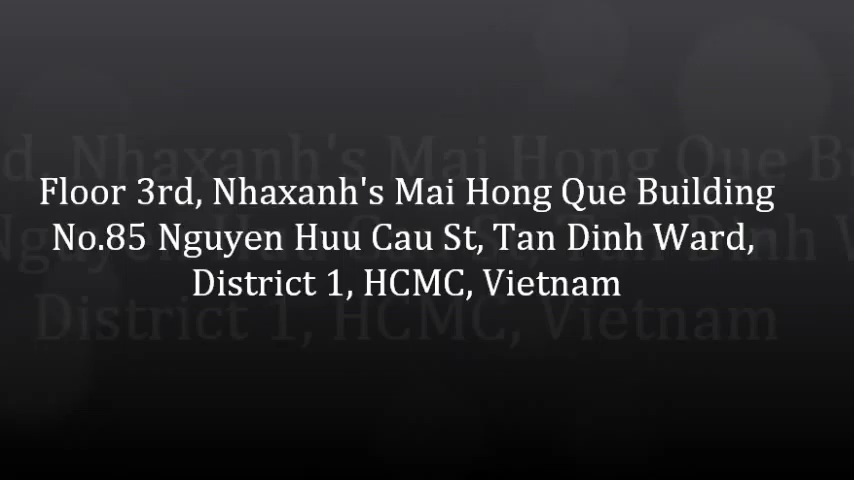 Floor 3rd, Nhaxanh's Mai Hong Que Building
No.85 Nguyen Huu Cau St, Tan Dinh Ward,
District 1, HCMC, Vietnam